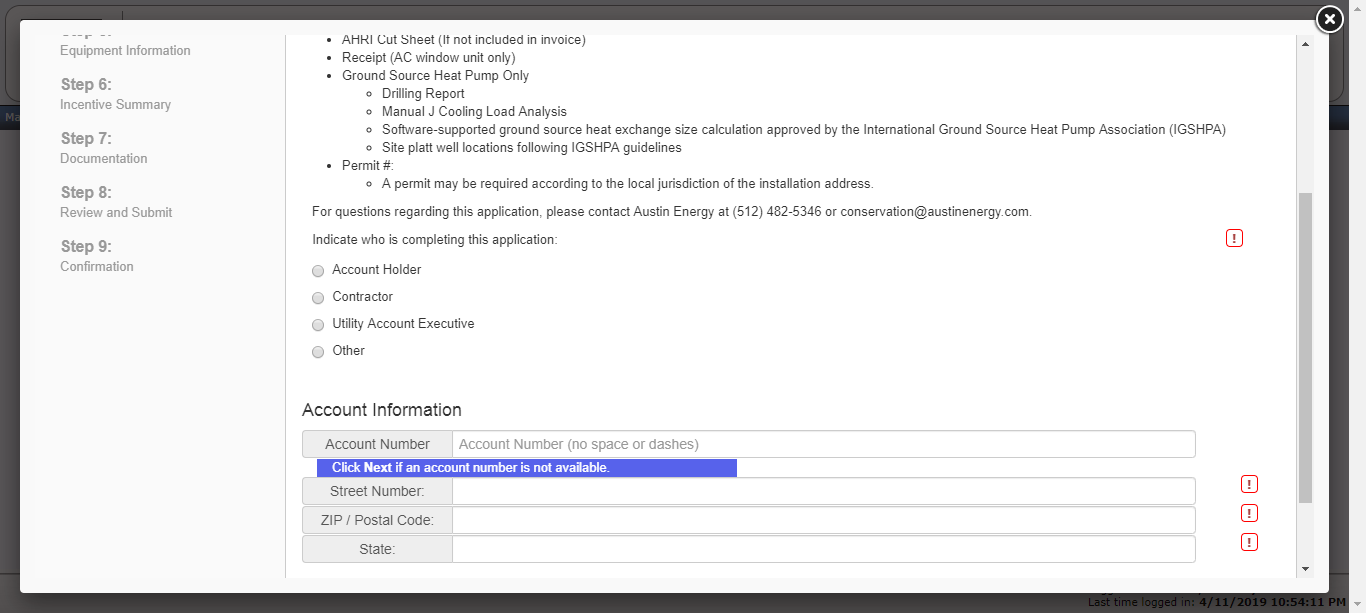 Equipment Information
Step 6:
Incentive Summary
Step 7:
Documentation
Step 8:
Review and Submit
Step 9:
Confirmation
AHRI Cut Sheet (If not included in invoice)
Receipt (AC window unit only)
Ground Source Heat Pump Only
Drilling Report
Manual J Cooling Load Analysis
Software-supported ground source heat exchange size calculation approved by the International Ground Source Heat Pump Association (IGSHPA)
Site platt well locations following IGSHPA guidelines
Permit #:
A permit may be required according to the local jurisdiction of the installation address.
For questions regarding this application, please contact Austin Energy at (512) 482-5346 or conservation@austinenergy.com.
Indicate who is completing this application:
Account Holder
Contractor
Utility Account Executive
Other
Account Information
Account Number Account Number (no space or dashes)
Click Next if an account number is not available.
Street Number:
ZIP / Postal Code:
State:
Last time logged in: 4/11/2019 10:54:11 PM